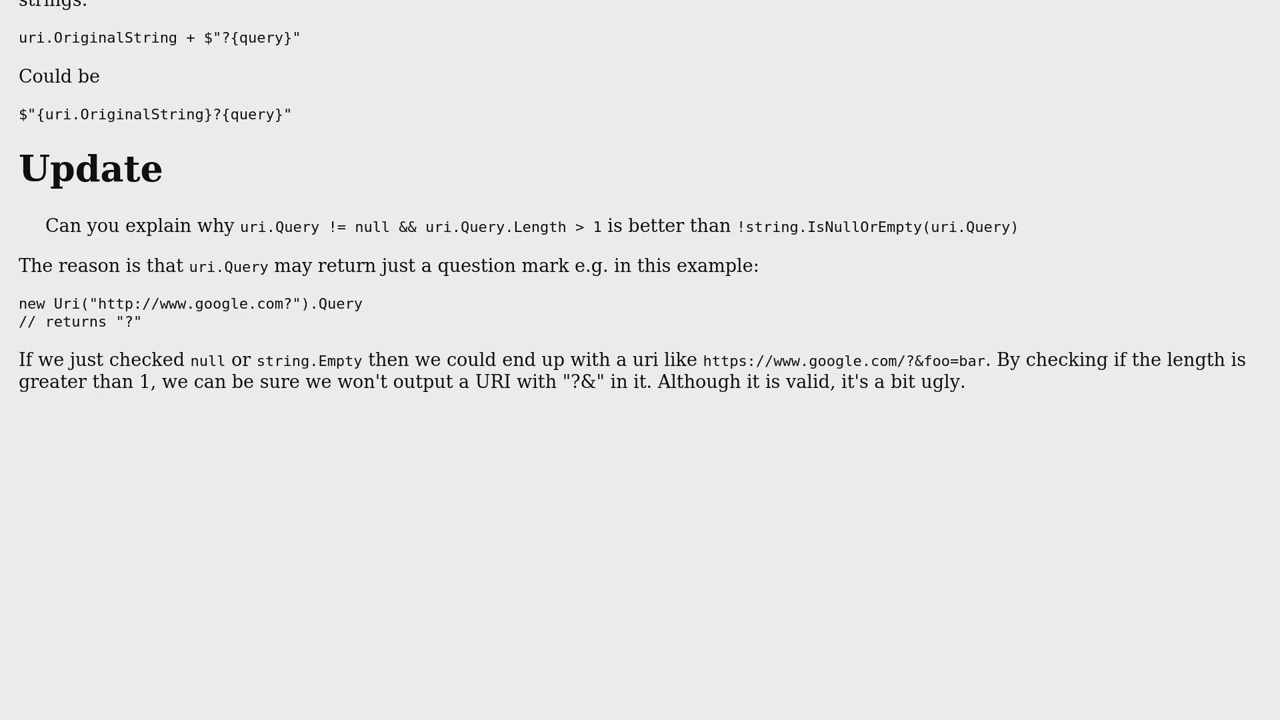 strings.
uri.OriginalString + $"?{query}"
Could be
$"{uri.OriginalString}?{query}"
Update
Can you explain why uri.Query != null && uri.Query.Length > 1 is better than !string.IsNullOrEmpty(uri.Query)
The reason is that uri.Query may return just a question mark e.g. in this example:
new Uri("http://www.google.com?").Query
// returns "?"
If we just checked null or string.Empty then we could end up with a uri like https://www.google.com/?&foo=bar. By checking if the length is
greater than 1, we can be sure we won't output a URI with "?&" in it. Although it is valid, it's a bit ugly.